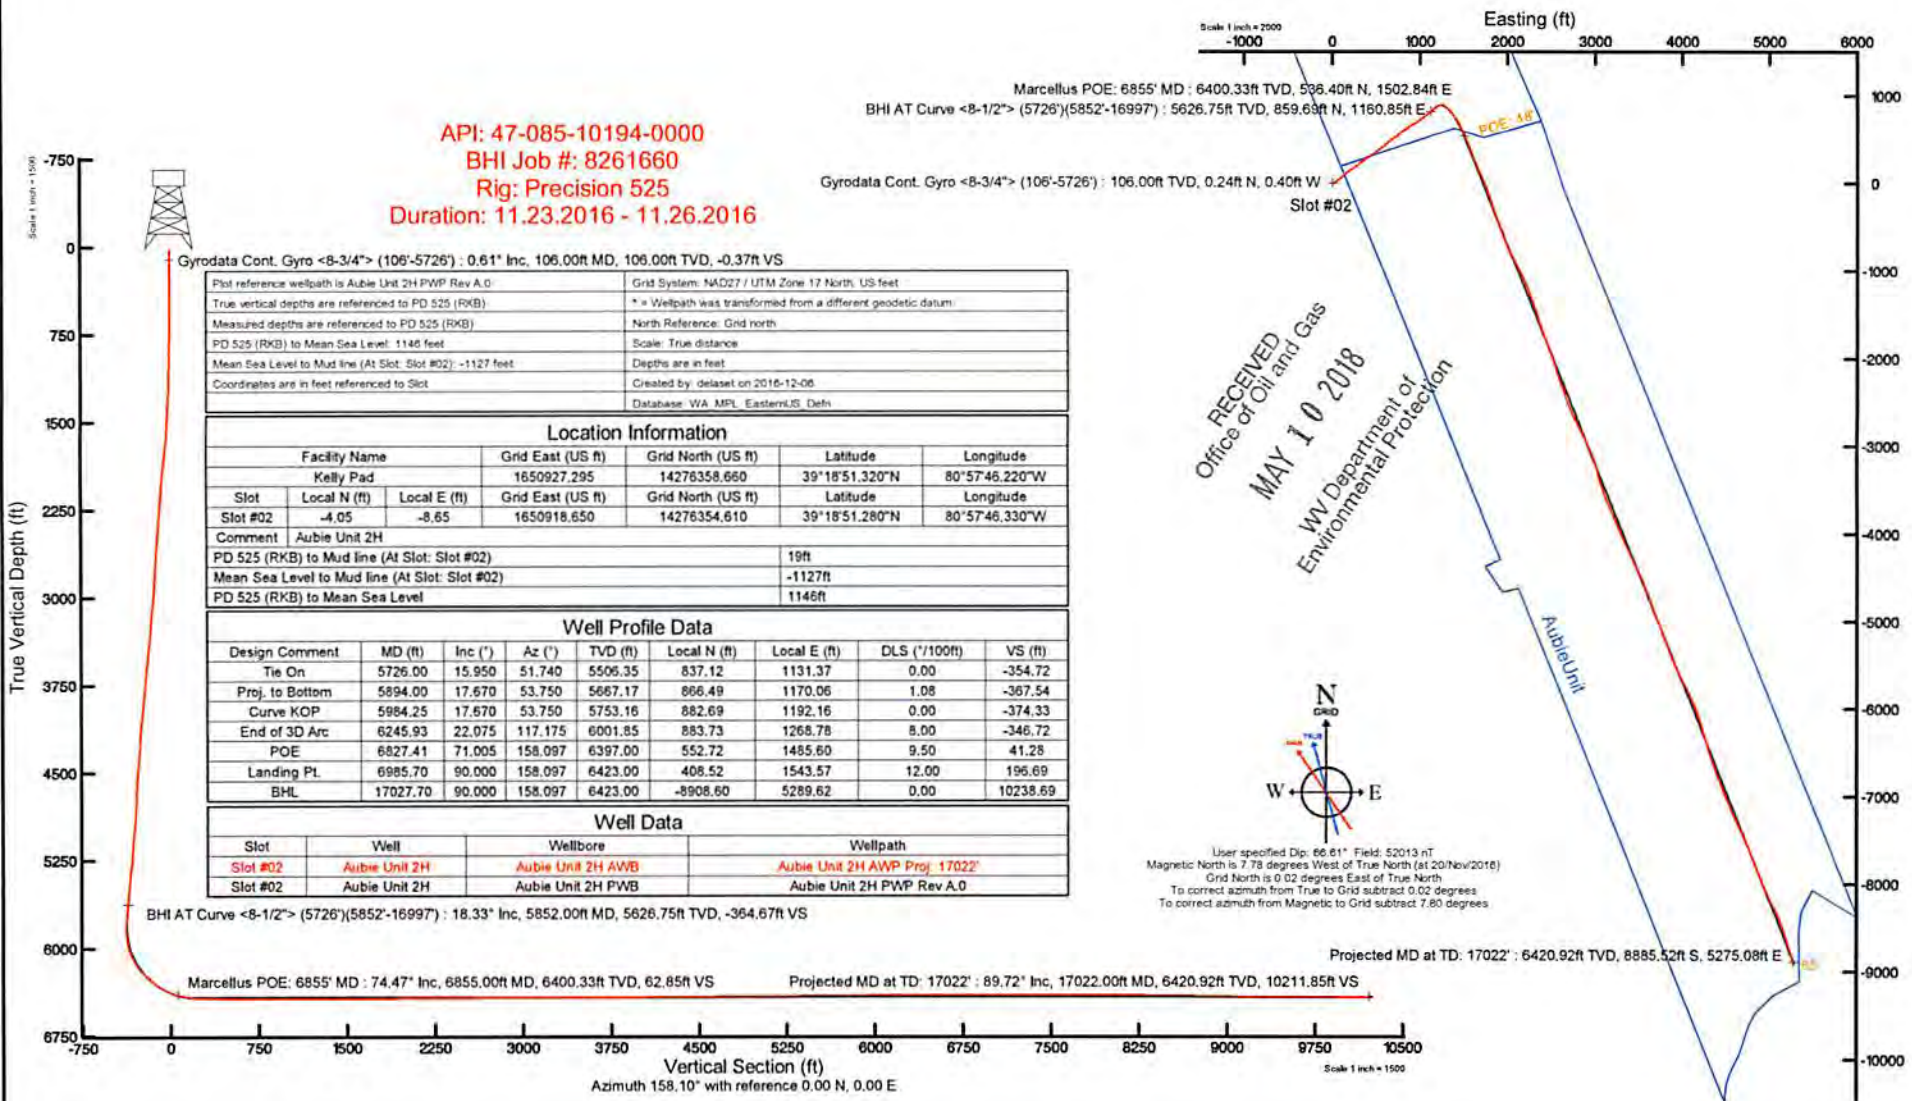 API: 47-085-10194-0000
BHI Job #: 8261660
Rig: Precision 525
Duration: 11.23.2016 - 11.26.2016
Scale 1 inch = 1500
-750
0
750
1500
2250
3000
3750
4500
5250
6000
6750
True Vertical Depth (ft)
Gyrodata Cont. Gyro <8-3/4"> (106'-5726') : 0.61° Inc, 106.00ft MD, 106.00ft TVD, -0.37ft VS
Plot reference wellpath is Aubie Unit 2H PWP Rev A.0 Grid System: NAD27 / UTM Zone 17 North, US feet
True vertical depths are referenced to PD 525 (RKB) * = Wellpath was transformed from a different geodetic datum
Measured depths are referenced to PD 525 (RKB) North Reference: Grid north
PD 525 (RKB) to Mean Sea Level: 1146 feet Scale: True distance
Mean Sea Level to Mud line (At Slot: Slot #02): -1127 feet Depths are in feet
Coordinates are in feet referenced to Slot Created by: delaset on 2016-12-06
Database: WA_MPL_EasternUS_Defn
Location Information
Facility Name Grid East (US ft) Grid North (US ft) Latitude Longitude
Kelly Pad 1650927.295 14276358.660 39°18'51.320"N 80°57'46.220"W
Slot Local N (ft) Local E (ft) Grid East (US ft) Grid North (US ft) Latitude Longitude
Slot #02 -4.05 -8.65 1650918.650 14276354.610 39°18'51.280"N 80°57'46.330"W
Comment Aubie Unit 2H
PD 525 (RKB) to Mud line (At Slot: Slot #02) 19ft
Mean Sea Level to Mud line (At Slot: Slot #02) -1127ft
PD 525 (RKB) to Mean Sea Level 1146ft
Well Profile Data
Design Comment MD (ft) Inc (°) Az (°) TVD (ft) Local N (ft) Local E (ft) DLS (°/100ft) VS (ft)
Tie On 5726.00 15.950 51.740 5506.35 837.12 1131.37 0.00 -354.72
Proj. to Bottom 5894.00 17.670 53.750 5667.17 866.49 1170.06 1.08 -367.54
Curve KOP 5984.25 17.670 53.750 5753.16 882.69 1192.16 0.00 -374.33
End of 3D Arc 6245.93 22.075 117.175 6001.85 883.73 1268.78 8.00 -346.72
POE 6827.41 71.005 158.097 6397.00 552.72 1485.60 9.50 41.28
Landing Pt. 6985.70 90.000 158.097 6423.00 408.52 1543.57 12.00 196.69
BHL 17027.70 90.000 158.097 6423.00 -8908.60 5289.62 0.00 10238.69
Well Data
Slot Well Wellbore Wellpath
Slot #02 Aubie Unit 2H Aubie Unit 2H AWB Aubie Unit 2H AWP Proj: 17022'
Slot #02 Aubie Unit 2H Aubie Unit 2H PWB Aubie Unit 2H PWP Rev A.0
BHI AT Curve <8-1/2"> (5726')(5852'-16997') : 18.33° Inc, 5852.00ft MD, 5626.75ft TVD, -364.67ft VS
Marcellus POE: 6855' MD : 74.47° Inc, 6855.00ft MD, 6400.33ft TVD, 62.85ft VS
Projected MD at TD: 17022' : 89.72° Inc, 17022.00ft MD, 6420.92ft TVD, 10211.85ft VS
-750 0 750 1500 2250 3000 3750 4500 5250 6000 6750 7500 8250 9000 9750 10500
Vertical Section (ft)
Azimuth 158.10° with reference 0.00 N, 0.00 E
Scale 1 inch = 1500
Scale 1 inch = 2000
Easting (ft)
-1000 0 1000 2000 3000 4000 5000 6000
Marcellus POE: 6855' MD : 6400.33ft TVD, 536.40ft N, 1502.84ft E
BHI AT Curve <8-1/2"> (5726')(5852'-16997') : 5626.75ft TVD, 859.69ft N, 1160.85ft E
POE: 48'
Gyrodata Cont. Gyro <8-3/4"> (106'-5726') : 106.00ft TVD, 0.24ft N, 0.40ft W
Slot #02
1000
0
-1000
-2000
-3000
-4000
-5000
-6000
-7000
-8000
-9000
-10000
RECEIVED
Office of Oil and Gas
MAY 10 2018
WV Department of
Environmental Protection
AubieUnit
N
GRID
TRUE
W E
User specified Dip: 66.61° Field: 52013 nT
Magnetic North is 7.78 degrees West of True North (at 20/Nov/2016)
Grid North is 0.02 degrees East of True North
To correct azimuth from True to Grid subtract 0.02 degrees
To correct azimuth from Magnetic to Grid subtract 7.80 degrees
Projected MD at TD: 17022' : 6420.92ft TVD, 8885.52ft S, 5275.08ft E